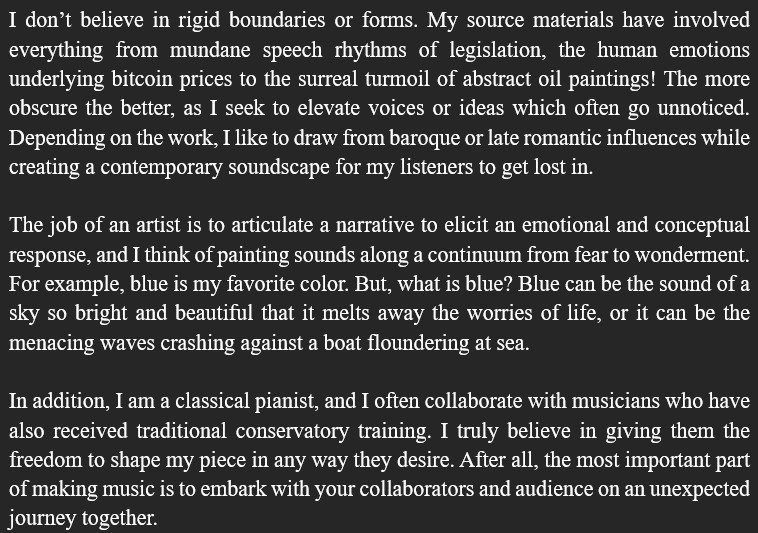 I don’t believe in rigid boundaries or forms. My source materials have involved
everything from mundane speech rhythms of legislation, the human emotions
underlying bitcoin prices to the surreal turmoil of abstract oil paintings! The more
obscure the better, as I seek to elevate voices or ideas which often go unnoticed.
Depending on the work, I like to draw from baroque or late romantic influences while
creating a contemporary soundscape for my listeners to get lost in.
The job of an artist is to articulate a narrative to elicit an emotional and conceptual
response, and I think of painting sounds along a continuum from fear to wonderment.
For example, blue is my favorite color. But, what is blue? Blue can be the sound of a
sky so bright and beautiful that it melts away the worries of life, or it can be the
menacing waves crashing against a boat floundering at sea.
In addition, I am a classical pianist, and I often collaborate with musicians who have
also received traditional conservatory training. I truly believe in giving them the
freedom to shape my piece in any way they desire. After all, the most important part
of making music is to embark with your collaborators and audience on an unexpected
journey together.